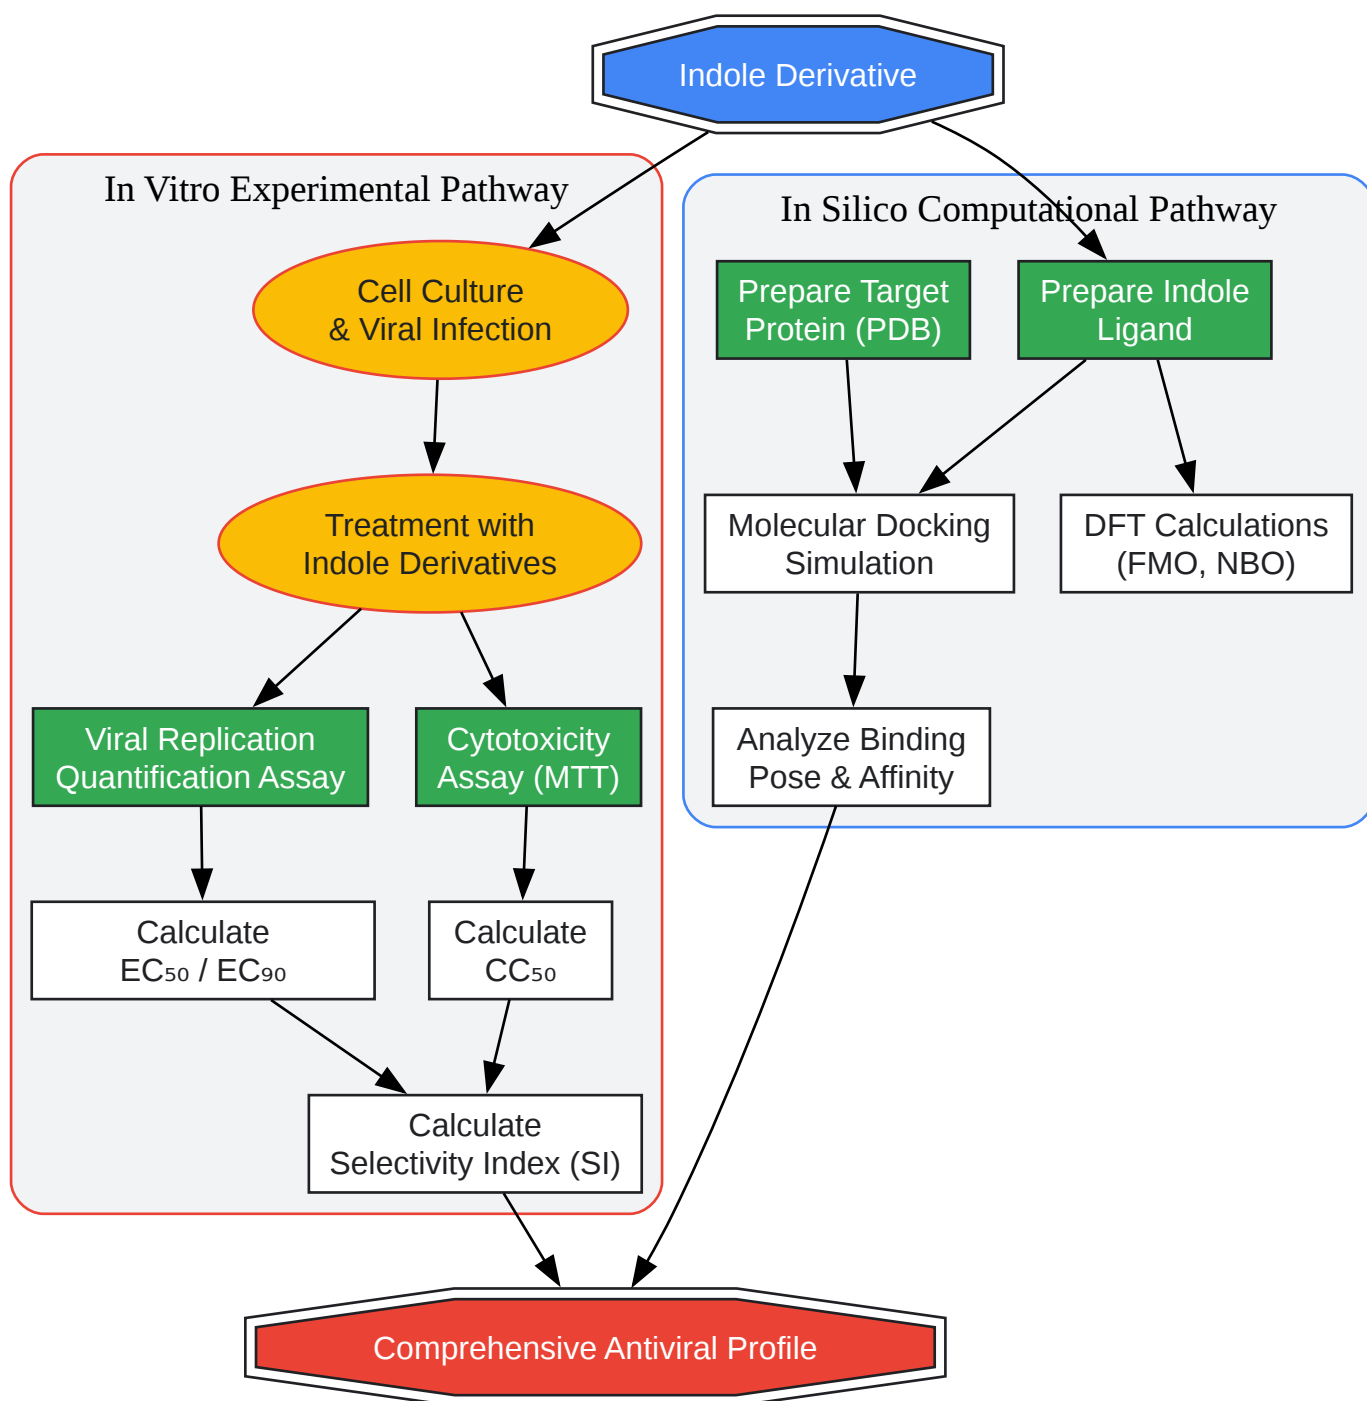 Indole Derivative
In Vitro Experimental Pathway
Cell Culture
& Viral Infection
Treatment with
Indole Derivatives
Viral Replication
Quantification Assay
Cytotoxicity
Assay (MTT)
Calculate
EC₅₀ / EC₉₀
Calculate
CC₅₀
Calculate
Selectivity Index (SI)
In Silico Computational Pathway
Prepare Target
Protein (PDB)
Prepare Indole
Ligand
Molecular Docking
Simulation
DFT Calculations
(FMO, NBO)
Analyze Binding
Pose & Affinity
Comprehensive Antiviral Profile